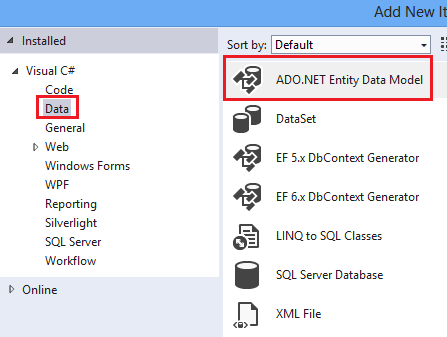 Add New Ite
Installed
Sort by: Default
Visual C#
Code
Data
General
Web
Windows Forms
WPF
Reporting
Silverlight
SQL Server
Workflow
Online
ADO.NET Entity Data Model
DataSet
EF 5.x DbContext Generator
EF 6.x DbContext Generator
LINQ to SQL Classes
SQL Server Database
XML File